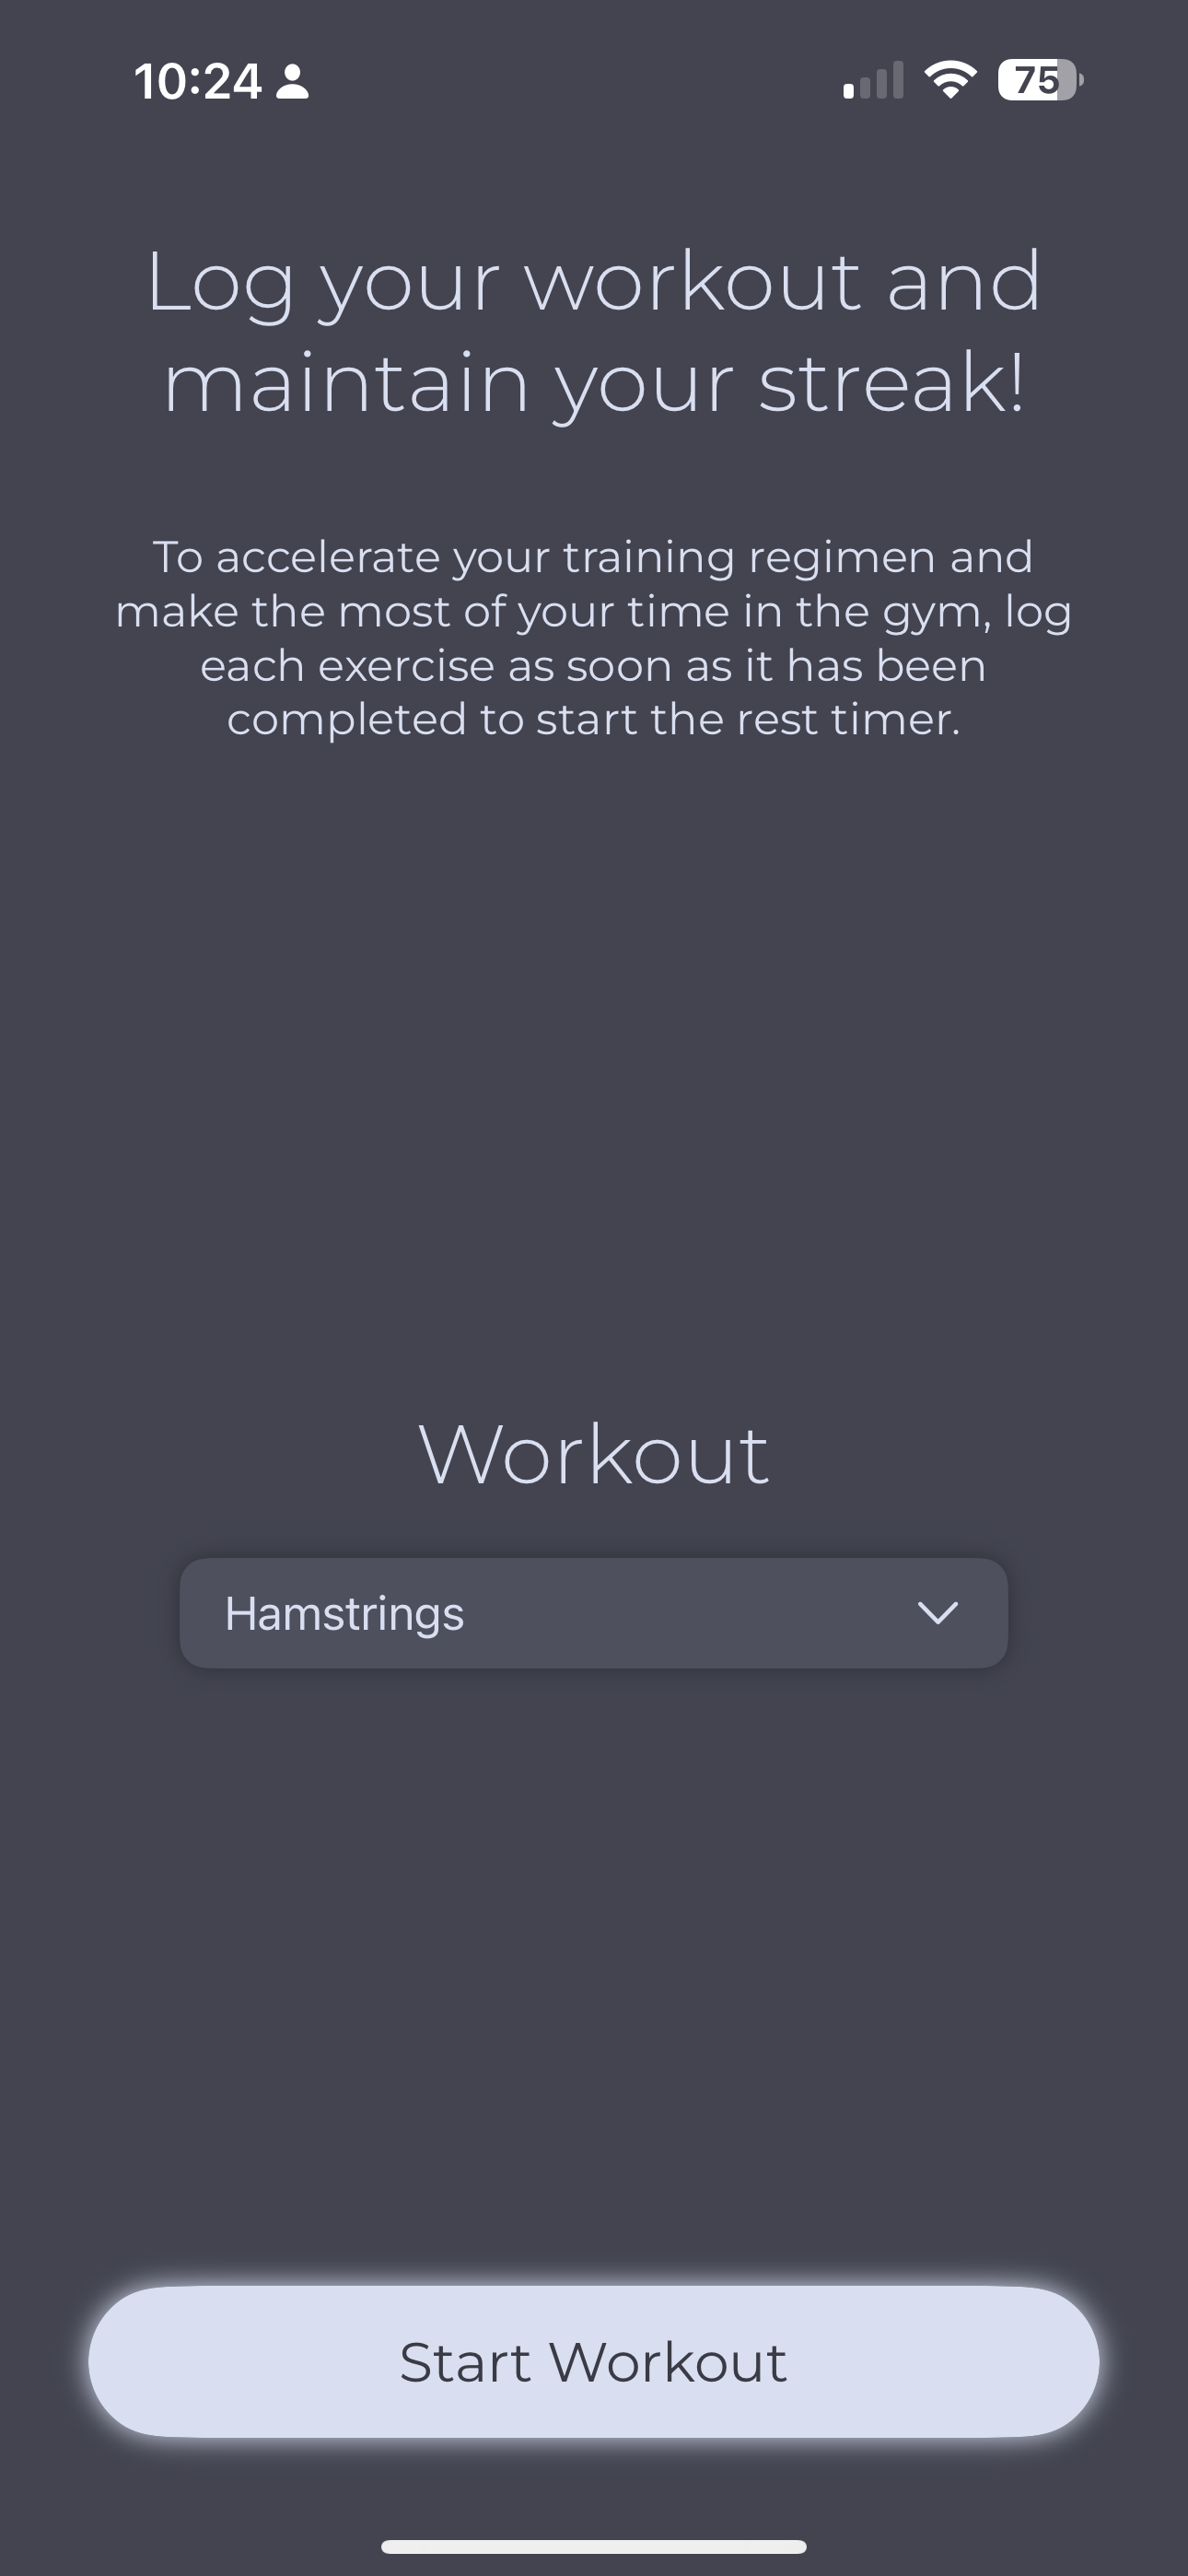 10:24
75
Log your workout and
maintain your streak!
To accelerate your training regimen and
make the most of your time in the gym, log
each exercise as soon as it has been
completed to start the rest timer.
Workout
Hamstrings
Start Workout